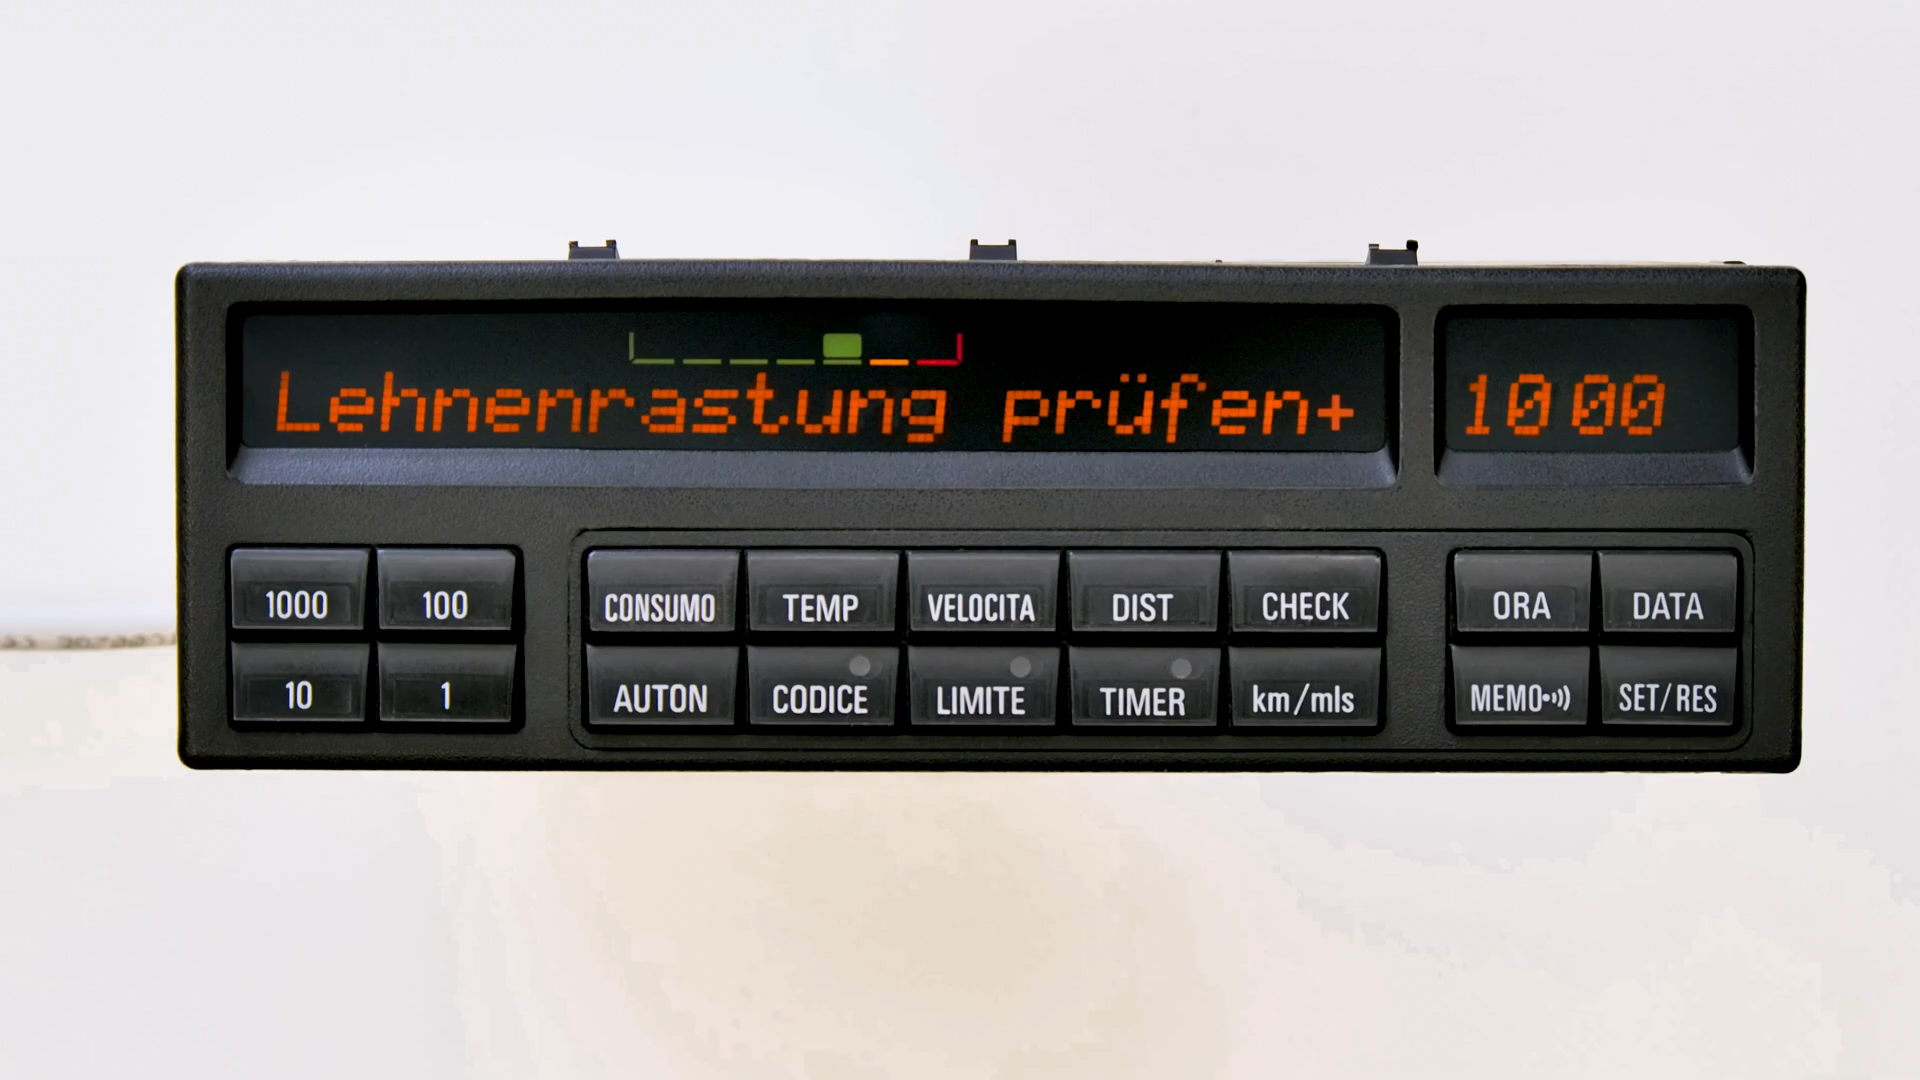 Lehnenrastung prüfen+ 1000
1000 100 CONSUMO TEMP VELOCITA DIST CHECK ORA DATA
10 1 AUTON CODICE LIMITE TIMER km/mls MEMO SET/RES